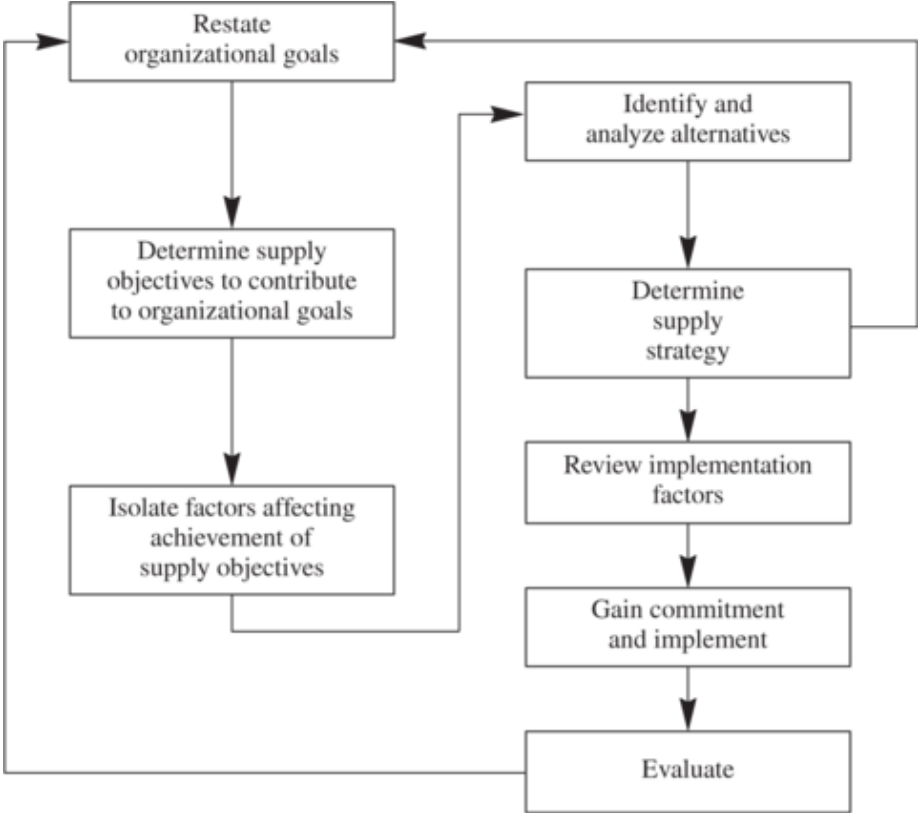 Restate
organizational goals
Determine supply
objectives to contribute
to organizational goals
Isolate factors affecting
achievement of
supply objectives
Identify and
analyze alternatives
Determine
supply
strategy
Review implementation
factors
Gain commitment
and implement
Evaluate